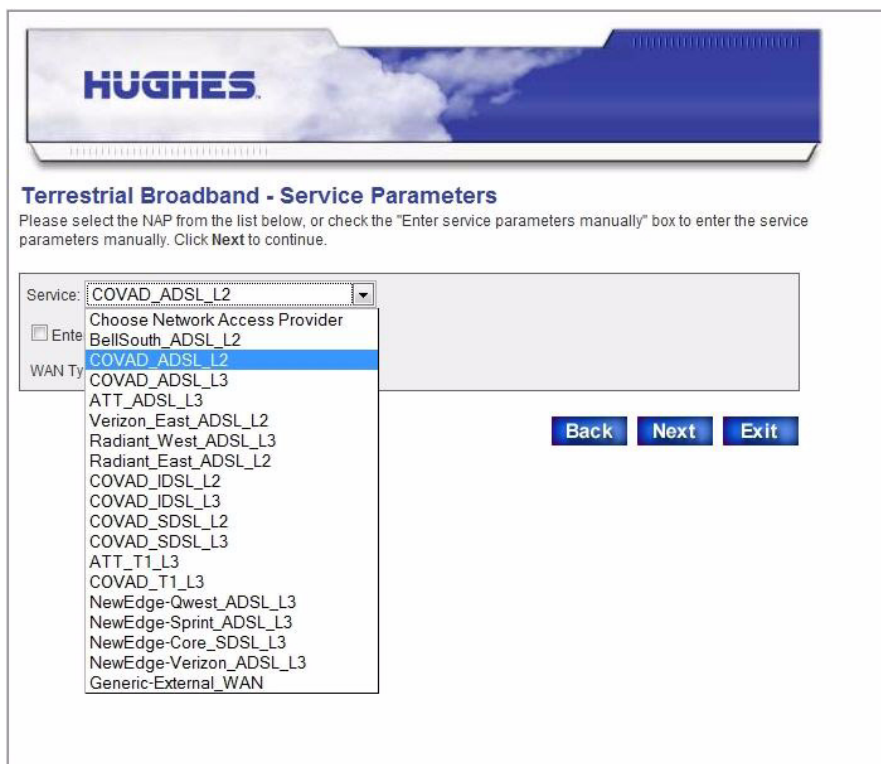 HUGHES.
Terrestrial Broadband - Service Parameters
Please select the NAP from the list below, or check the "Enter service parameters manually" box to enter the service
parameters manually. Click Next to continue.
Service: COVAD_ADSL_L2
Choose Network Access Provider
Ente
BellSouth_ADSL_L2
COVAD_ADSL_L2
WAN Ty
COVAD_ADSL_L3
ATT_ADSL_L3
Verizon_East_ADSL_L2
Radiant_West_ADSL_L3
Radiant_East_ADSL_L2
COVAD_IDSL_L2
COVAD_IDSL_L3
COVAD_SDSL_L2
COVAD_SDSL_L3
ATT_T1_L3
COVAD_T1_L3
NewEdge-Qwest_ADSL_L3
NewEdge-Sprint_ADSL_L3
NewEdge-Core_SDSL_L3
NewEdge-Verizon_ADSL_L3
Generic-External_WAN
Back Next Exit